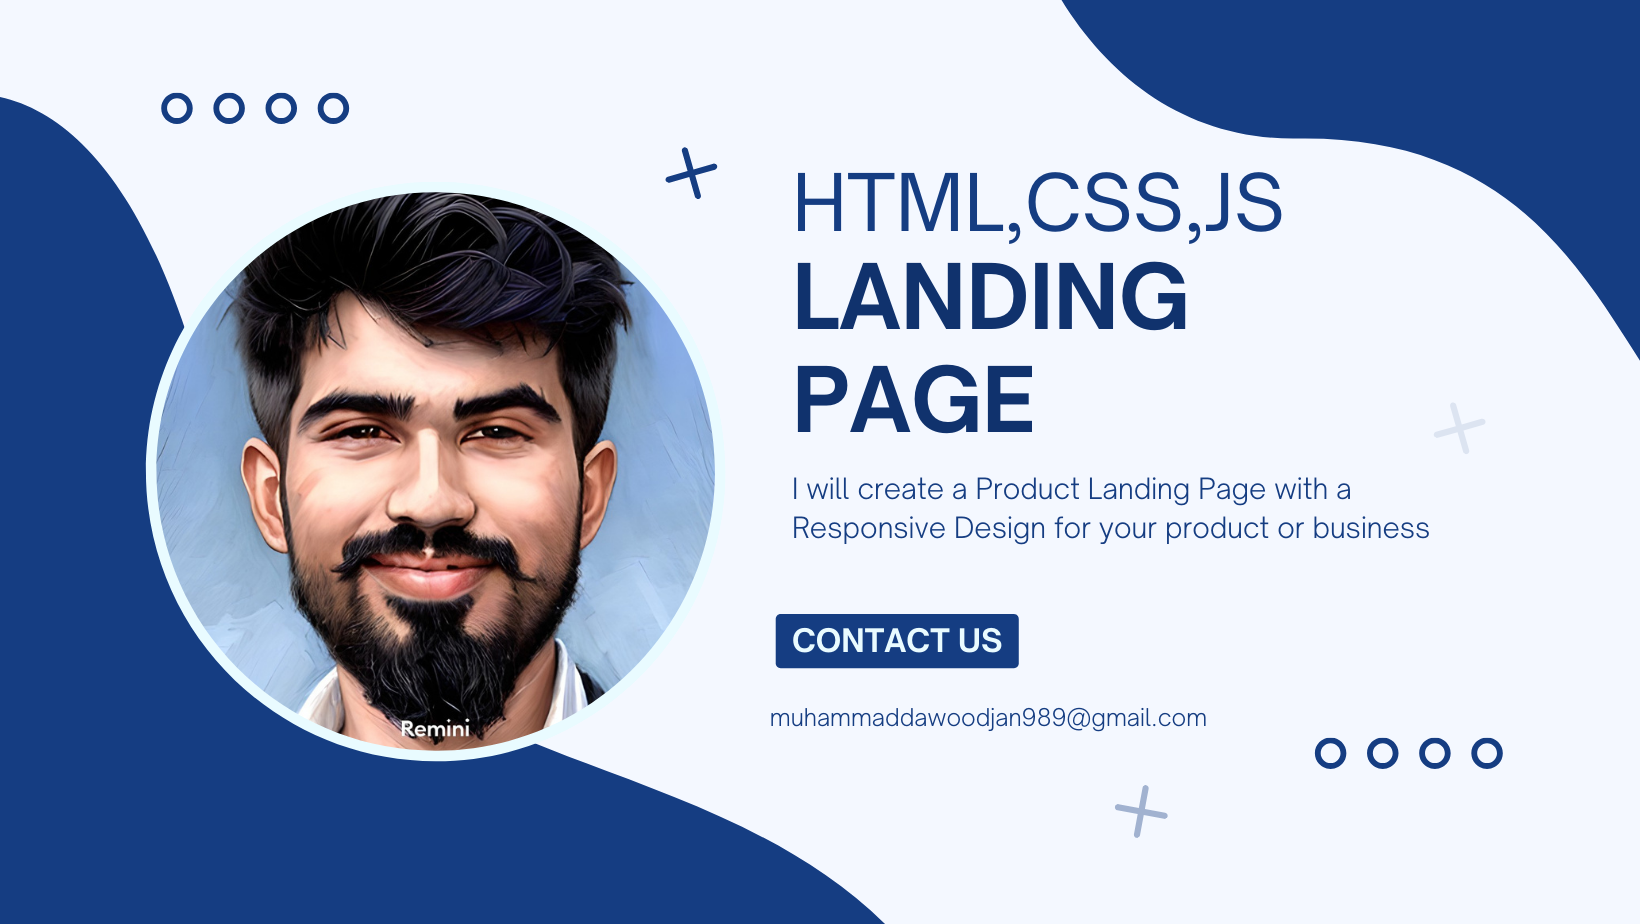 HTML,CSS,JS
LANDING
PAGE
I will create a Product Landing Page with a
Responsive Design for your product or business
CONTACT US
muhammaddawoodjan989@gmail.com
Remini